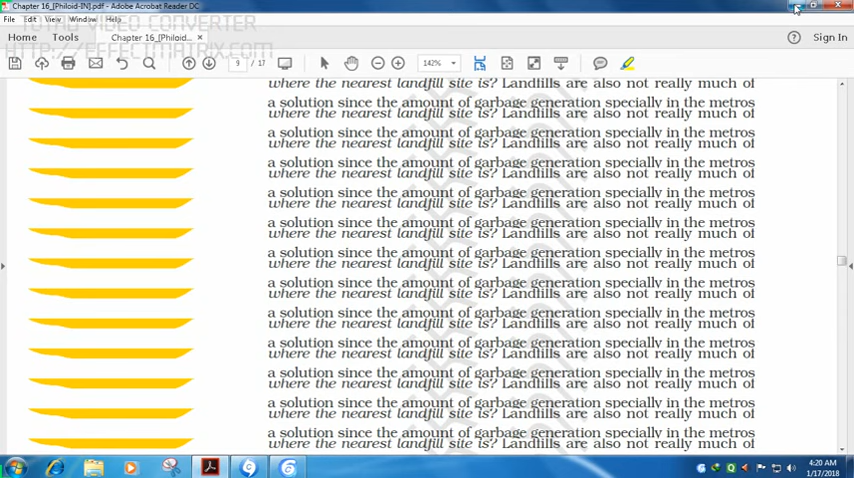 Chapter 16_[Philoid-IN].pdf - Adobe Acrobat Reader DC
TOTAL VIDEO CONVERTER
File Edit View Window Help
Home Tools Chapter 16_[Philoid... × ? Sign In
HTTP://EFFECTMATRIX.COM
9 / 17 142%
where the nearest landfill site is? Landfills are also not really much of
a solution since the amount of garbage generation specially in the metros
where the nearest landfill site is? Landfills are also not really much of
a solution since the amount of garbage generation specially in the metros
where the nearest landfill site is? Landfills are also not really much of
a solution since the amount of garbage generation specially in the metros
where the nearest landfill site is? Landfills are also not really much of
a solution since the amount of garbage generation specially in the metros
where the nearest landfill site is? Landfills are also not really much of
a solution since the amount of garbage generation specially in the metros
where the nearest landfill site is? Landfills are also not really much of
a solution since the amount of garbage generation specially in the metros
where the nearest landfill site is? Landfills are also not really much of
a solution since the amount of garbage generation specially in the metros
where the nearest landfill site is? Landfills are also not really much of
a solution since the amount of garbage generation specially in the metros
where the nearest landfill site is? Landfills are also not really much of
a solution since the amount of garbage generation specially in the metros
where the nearest landfill site is? Landfills are also not really much of
a solution since the amount of garbage generation specially in the metros
where the nearest landfill site is? Landfills are also not really much of
a solution since the amount of garbage generation specially in the metros
where the nearest landfill site is? Landfills are also not really much of
a solution since the amount of garbage generation specially in the metros
where the nearest landfill site is? Landfills are also not really much of
4:20 AM
1/17/2018